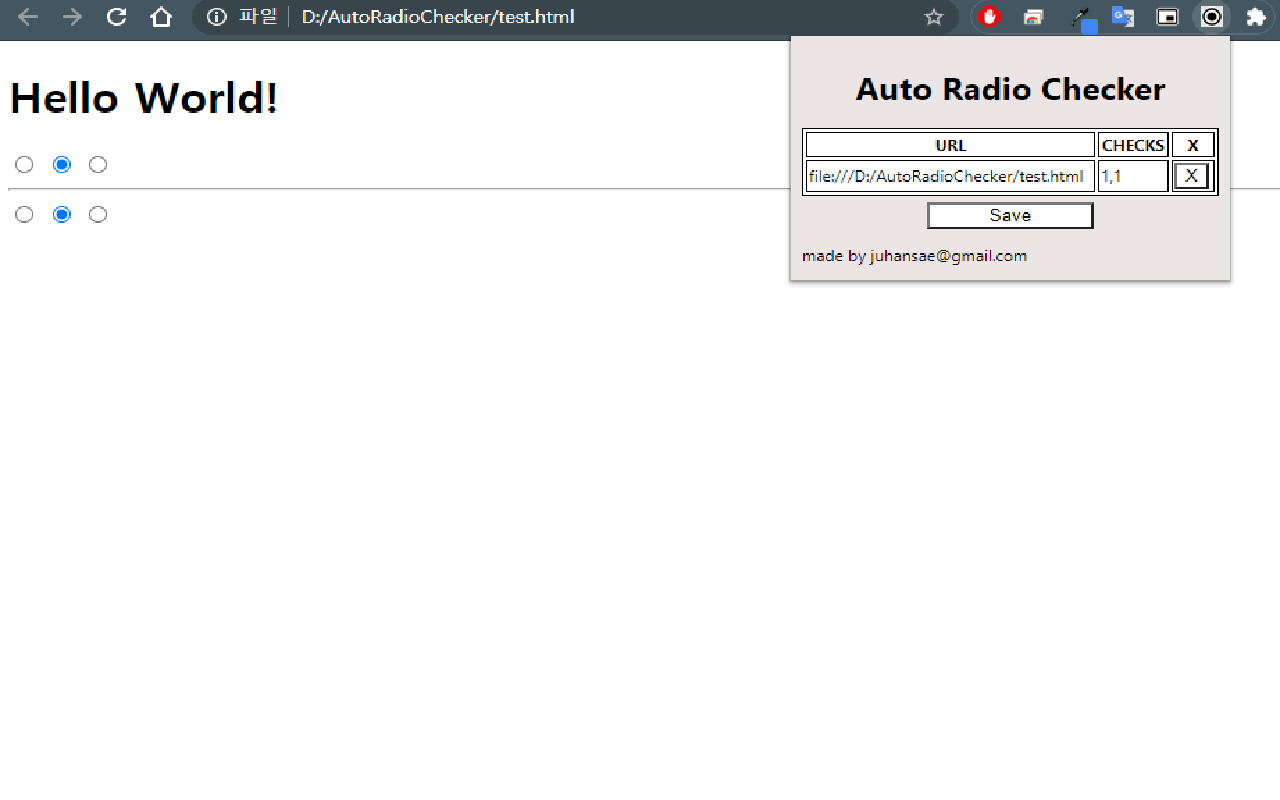 파일 D:/AutoRadioChecker/test.html
Hello World!
Auto Radio Checker
URL CHECKS X
file:///D:/AutoRadioChecker/test.html 1,1 X
Save
made by juhansae@gmail.com